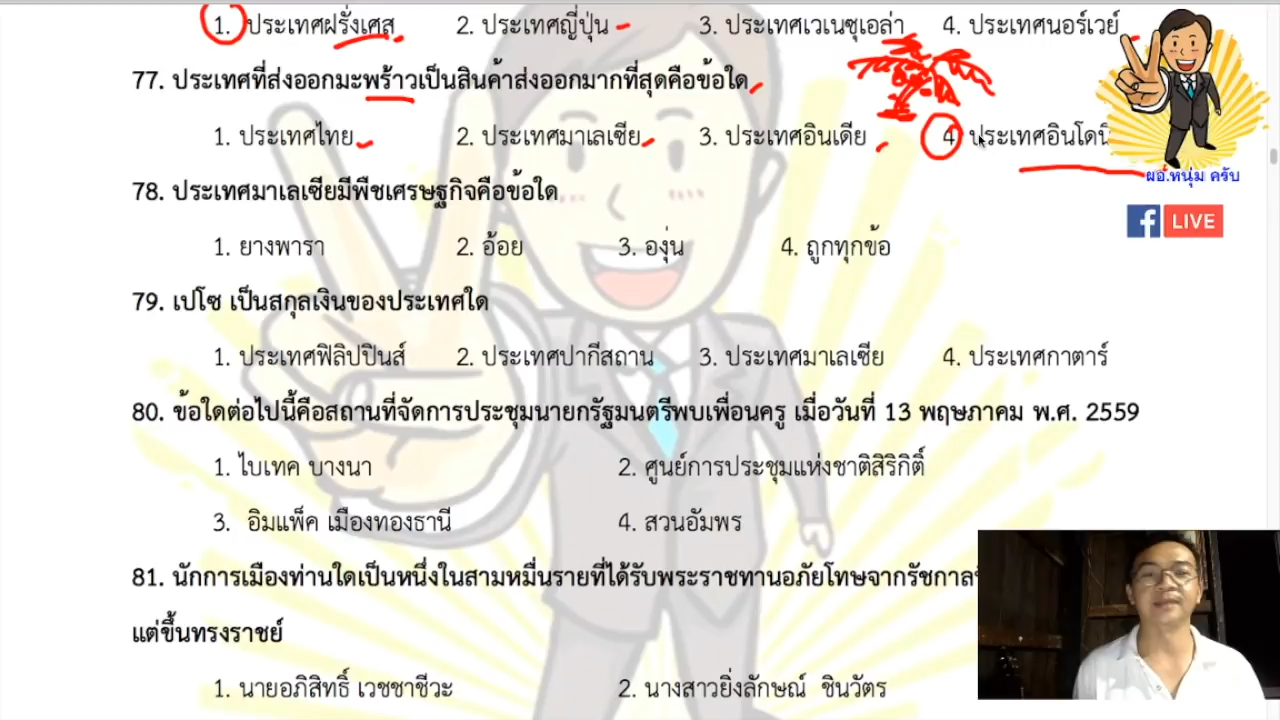 1. ประเทศฝรั่งเศส 2. ประเทศญี่ปุ่น 3. ประเทศเวเนซุเอล่า 4. ประเทศนอร์เวย์
77. ประเทศที่ส่งออกมะพร้าวเป็นสินค้าส่งออกมากที่สุดคือข้อใด
1. ประเทศไทย 2. ประเทศมาเลเซีย 3. ประเทศอินเดีย 4 ประเทศอินโดนิ
ผอ.หนุ่ม ครับ
78. ประเทศมาเลเซียมีพืชเศรษฐกิจคือข้อใด
f LIVE
1. ยางพารา 2. อ้อย 3. องุ่น 4. ถูกทุกข้อ
79. เปโซ เป็นสกุลเงินของประเทศใด
1. ประเทศฟิลิปปินส์ 2. ประเทศปากีสถาน 3. ประเทศมาเลเซีย 4. ประเทศกาตาร์
80. ข้อใดต่อไปนี้คือสถานที่จัดการประชุมนายกรัฐมนตรีพบเพื่อนครู เมื่อวันที่ 13 พฤษภาคม พ.ศ. 2559
1. ไบเทค บางนา 2. ศูนย์การประชุมแห่งชาติสิริกิติ์
3. อิมแพ็ค เมืองทองธานี 4. สวนอัมพร
81. นักการเมืองท่านใดเป็นหนึ่งในสามหมื่นรายที่ได้รับพระราชทานอภัยโทษจากรัชกาล
แต่ขึ้นทรงราชย์
1. นายอภิสิทธิ์ เวชชาชีวะ 2. นางสาวยิ่งลักษณ์ ชินวัตร